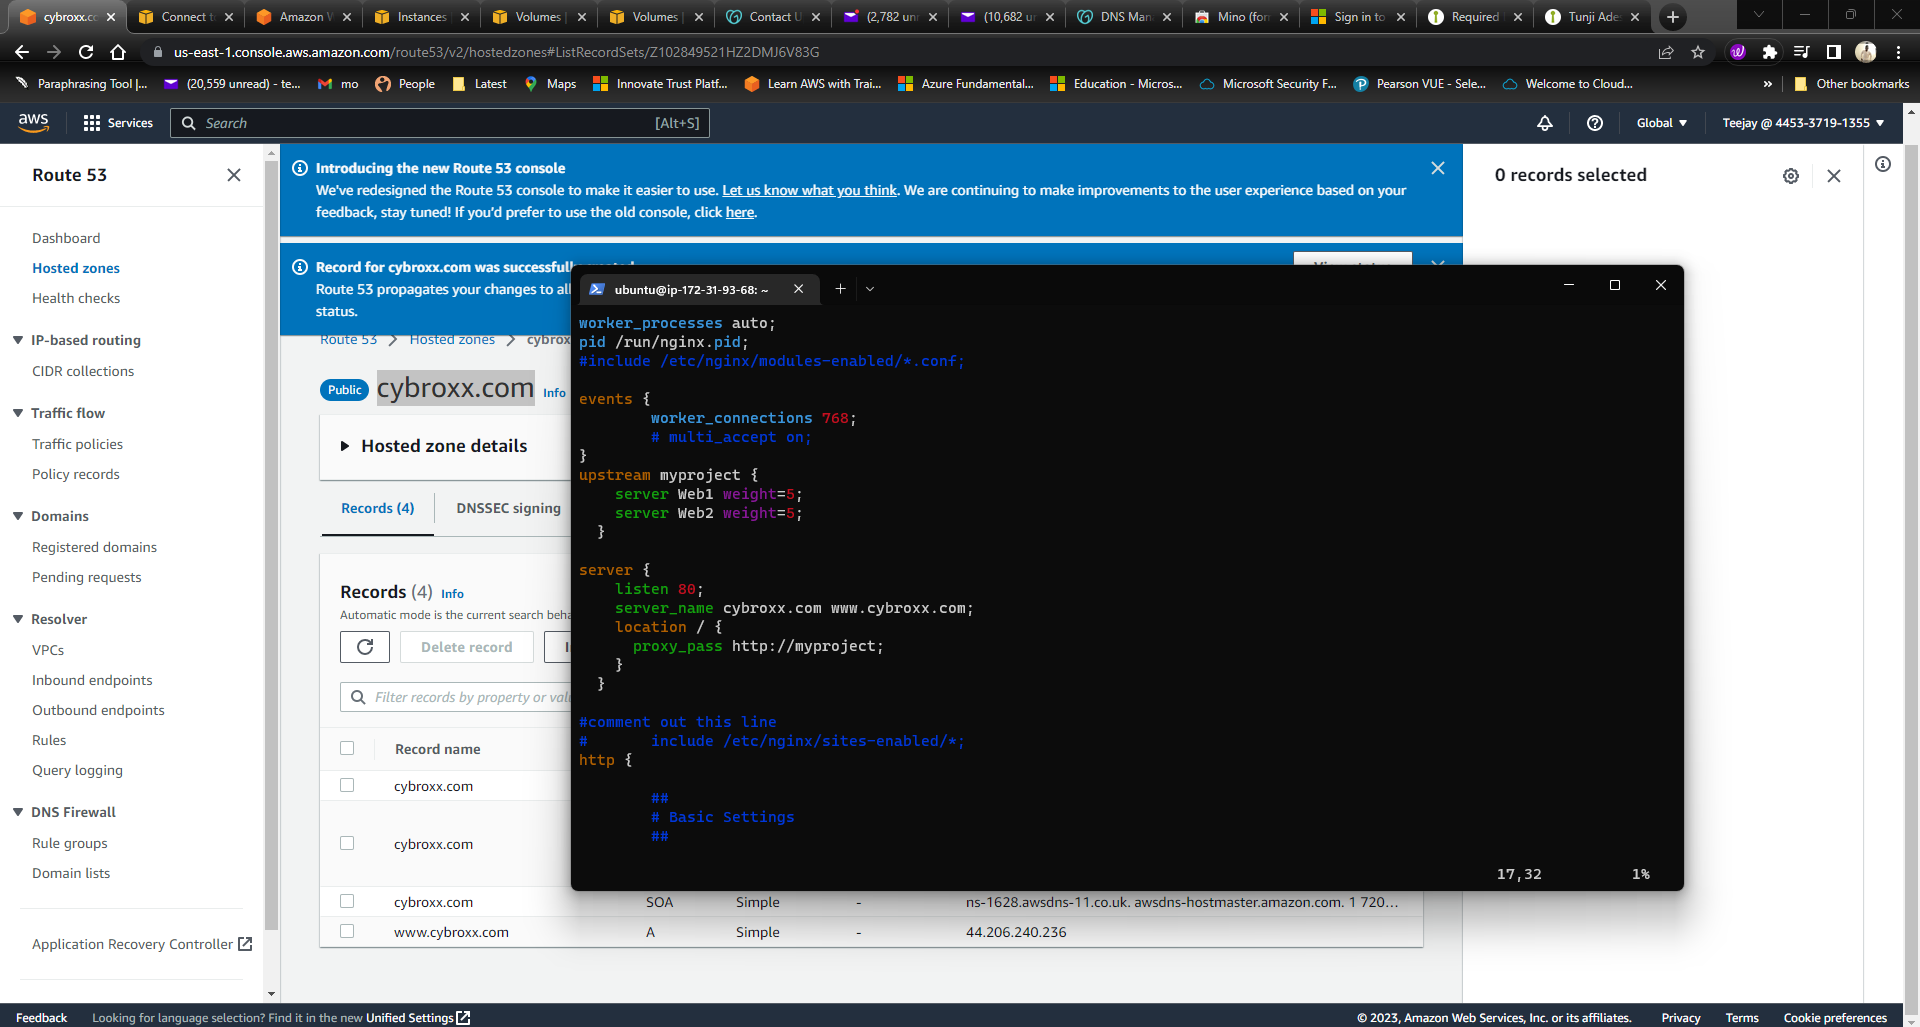 cybroxx.co
Connect t
Amazon W
Instances
Volumes |
Volumes |
Contact U
(2,782 unr
(10,682 u
DNS Man
Mino (for
Sign in to
Required
Tunji Ade
us-east-1.console.aws.amazon.com/route53/v2/hostedzones#ListRecordSets/Z102849521HZ2DMJ6V83G
Paraphrasing Tool |...
(20,559 unread) - te...
mo
People
Latest
Maps
Innovate Trust Platf...
Learn AWS with Trai...
Azure Fundamental...
Education - Micros...
Microsoft Security F...
Pearson VUE - Sele...
Welcome to Cloud...
»
Other bookmarks
aws
Services
Search
[Alt+S]
Global
Teejay @ 4453-3719-1355
Route 53
Dashboard
Hosted zones
Health checks
IP-based routing
CIDR collections
Traffic flow
Traffic policies
Policy records
Domains
Registered domains
Pending requests
Resolver
VPCs
Inbound endpoints
Outbound endpoints
Rules
Query logging
DNS Firewall
Rule groups
Domain lists
Application Recovery Controller
Introducing the new Route 53 console
We've redesigned the Route 53 console to make it easier to use. Let us know what you think. We are continuing to make improvements to the user experience based on your
feedback, stay tuned! If you'd prefer to use the old console, click here.
Record for cybroxx.com was successfully
Route 53 propagates your changes to all
status.
Route 53
Hosted zones
cybrox
Public
cybroxx.com
Info
Hosted zone details
Records (4)
DNSSEC signing
Records (4) Info
Automatic mode is the current search beha
Delete record
Filter records by property or valu
Record name
cybroxx.com
cybroxx.com
cybroxx.com SOA Simple - ns-1628.awsdns-11.co.uk. awsdns-hostmaster.amazon.com. 1 720...
www.cybroxx.com A Simple - 44.206.240.236
0 records selected
ubuntu@ip-172-31-93-68: ~
worker_processes auto;
pid /run/nginx.pid;
#include /etc/nginx/modules-enabled/*.conf;
events {
worker_connections 768;
# multi_accept on;
}
upstream myproject {
server Web1 weight=5;
server Web2 weight=5;
}
server {
listen 80;
server_name cybroxx.com www.cybroxx.com;
location / {
proxy_pass http://myproject;
}
}
#comment out this line
# include /etc/nginx/sites-enabled/*;
http {
##
# Basic Settings
##
17,32
1%
Feedback
Looking for language selection? Find it in the new Unified Settings
© 2023, Amazon Web Services, Inc. or its affiliates.
Privacy
Terms
Cookie preferences